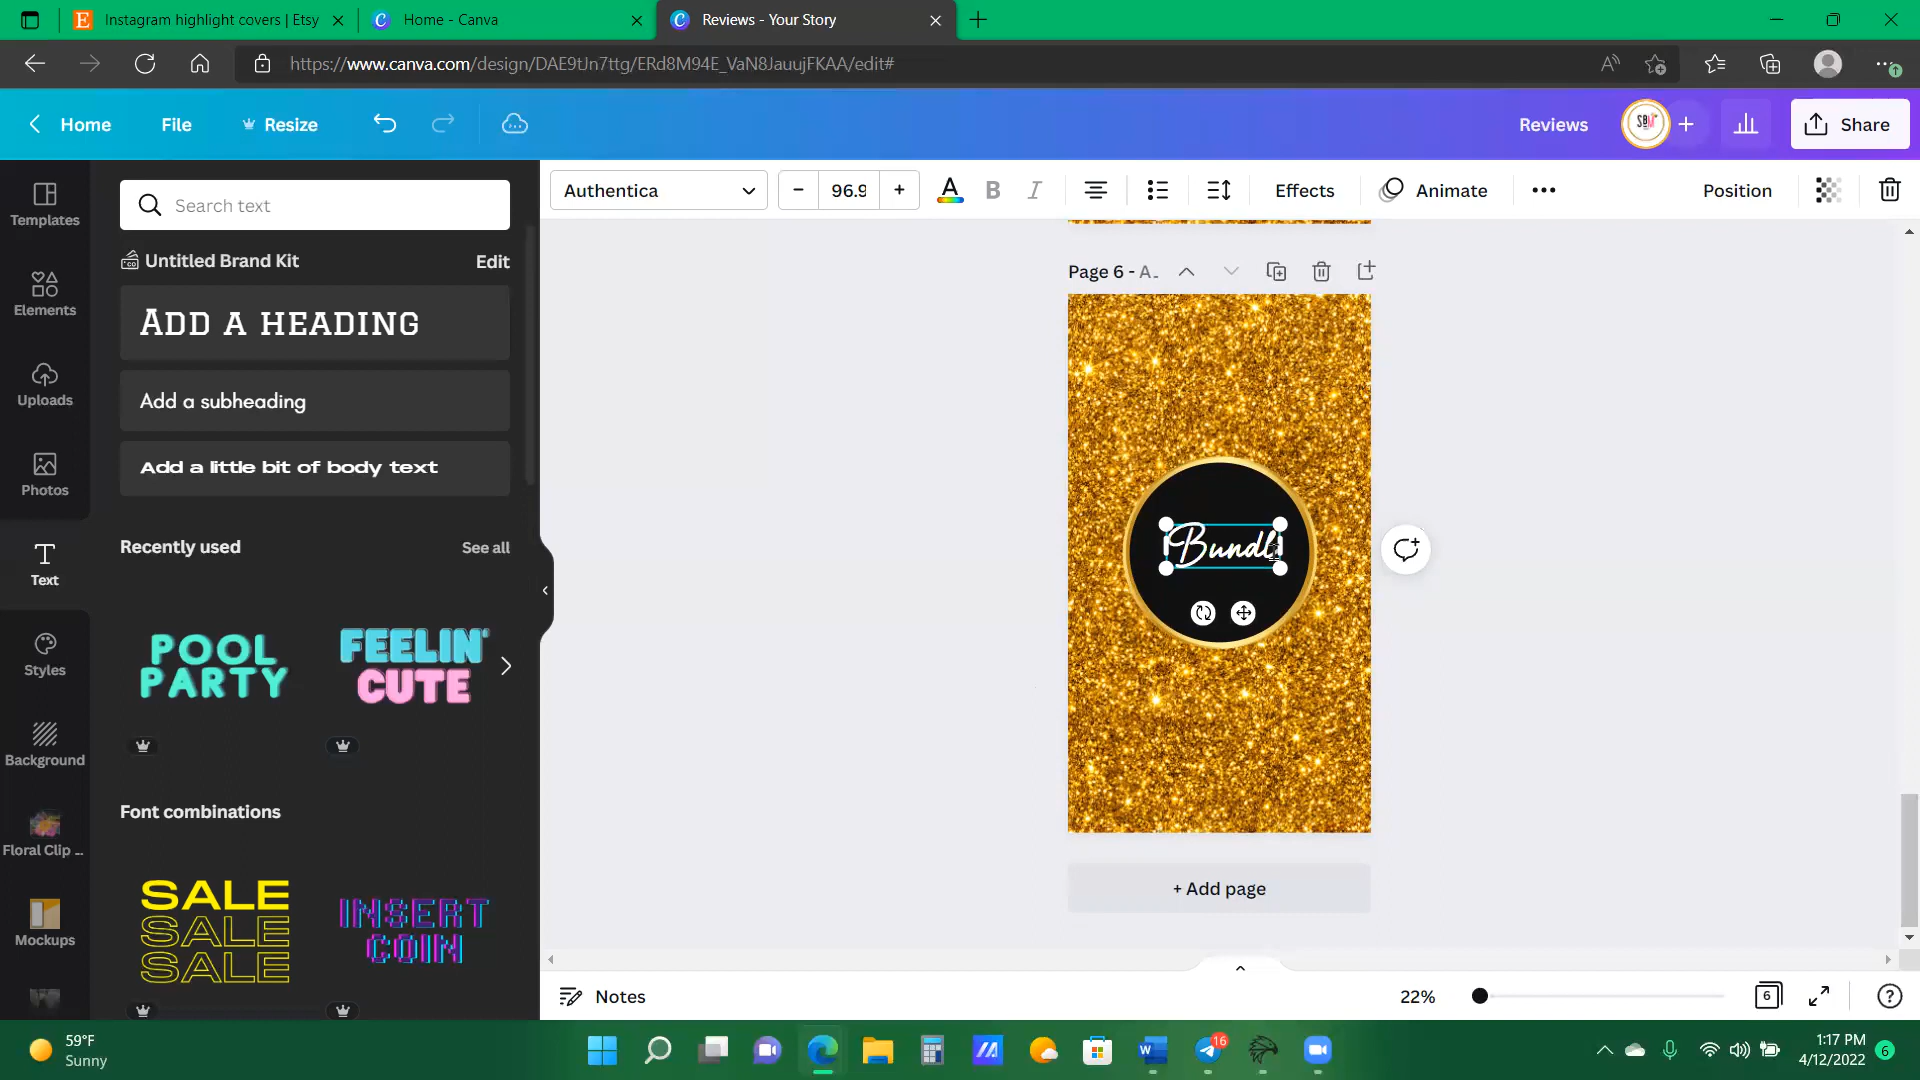 Instagram highlight covers | Etsy
Home - Canva
Reviews - Your Story
https://www.canva.com/design/DAE9tJn7ttg/ERd8M94E_VaN8JauujFKAA/edit#
Home
File
Resize
Reviews
Share
Templates
Elements
Uploads
Photos
Text
Styles
Background
Floral Clip ...
Mockups
Search text
Untitled Brand Kit
Edit
ADD A HEADING
Add a subheading
Add a little bit of body text
Recently used
See all
POOL
PARTY
FEELIN'
CUTE
Font combinations
SALE
SALE
SALE
INSERT
COIN
Authentica
96.9
A
B
I
Effects
Animate
Position
Page 6 - A..
Bundl
+ Add page
Notes
22%
6
59°F
Sunny
16
1:17 PM
4/12/2022
6